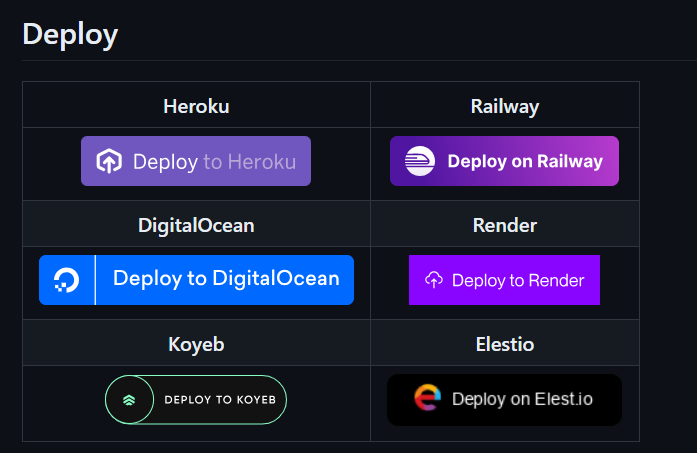 Deploy
Heroku Railway
Deploy to Heroku Deploy on Railway
DigitalOcean Render
Deploy to DigitalOcean Deploy to Render
Koyeb Elestio
DEPLOY TO KOYEB Deploy on Elest.io